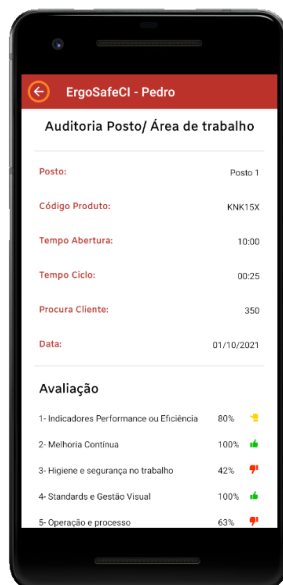 ErgoSafeCI - Pedro
Auditoria Posto/ Área de trabalho
Posto: Posto 1
Código Produto: KNK15X
Tempo Abertura: 10:00
Tempo Ciclo: 00:25
Procura Cliente: 350
Data: 01/10/2021
Avaliação
1- Indicadores Performance ou Eficiência 80%
2- Melhoria Contínua 100%
3- Higiene e segurança no trabalho 42%
4- Standards e Gestão Visual 100%
5- Operação e processo 63%